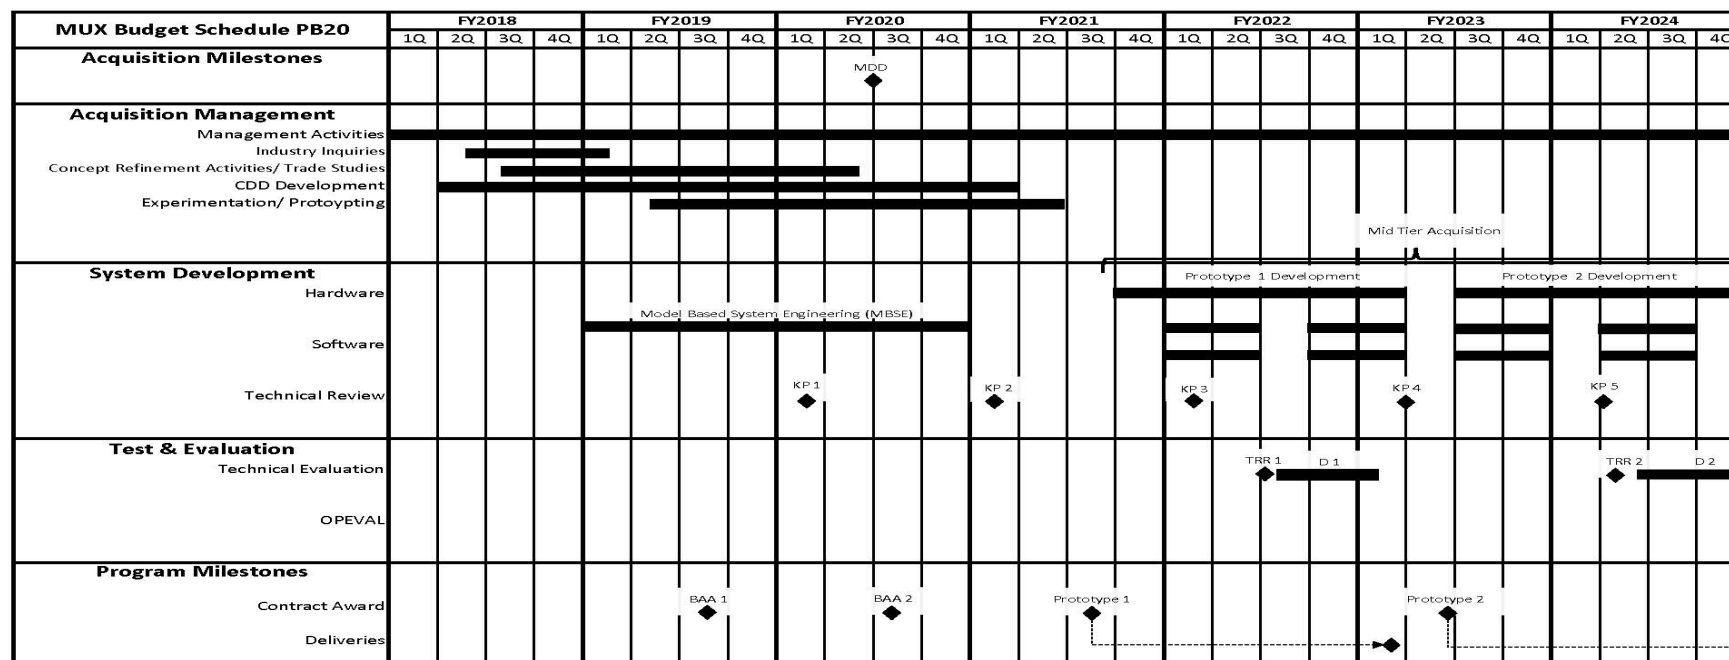 MUX Budget Schedule PB20
FY2018 FY2019 FY2020 FY2021 FY2022 FY2023 FY2024
1Q 2Q 3Q 4Q 1Q 2Q 3Q 4Q 1Q 2Q 3Q 4Q 1Q 2Q 3Q 4Q 1Q 2Q 3Q 4Q 1Q 2Q 3Q 4Q 1Q 2Q 3Q 4Q
Acquisition Milestones
MDD
Acquisition Management
Management Activities
Industry Inquiries
Concept Refinement Activities/ Trade Studies
CDD Development
Experimentation/ Protoypting
Mid Tier Acquisition
System Development
Prototype 1 Development Prototype 2 Development
Hardware
Model Based System Engineering (MBSE)
Software
KP 1 KP 2 KP 3 KP 4 KP 5
Technical Review
Test & Evaluation
TRR 1 D 1 TRR 2 D 2
Technical Evaluation
OPEVAL
Program Milestones
BAA 1 BAA 2 Prototype 1 Prototype 2
Contract Award
Deliveries